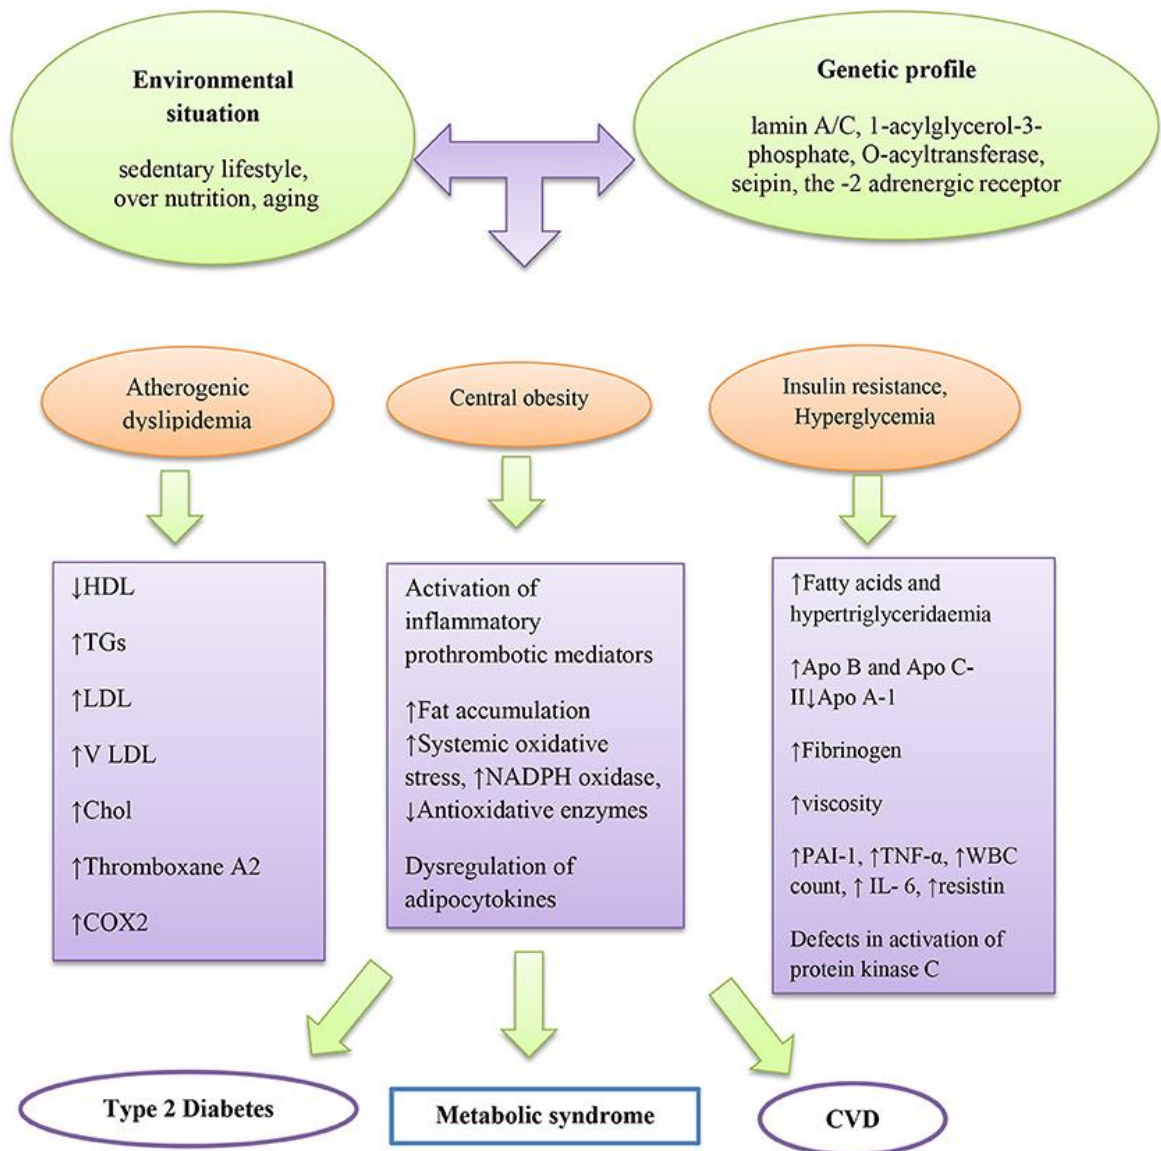 Environmental
situation
sedentary lifestyle,
over nutrition, aging
Genetic profile
lamin A/C, 1-acylglycerol-3-
phosphate, O-acyltransferase,
seipin, the -2 adrenergic receptor
Atherogenic
dyslipidemia
Central obesity
Insulin resistance,
Hyperglycemia
↓HDL
↑TGs
↑LDL
↑V LDL
↑Chol
↑Thromboxane A2
↑COX2
Activation of
inflammatory
prothrombotic mediators
↑Fat accumulation
↑Systemic oxidative
stress, ↑NADPH oxidase,
↓Antioxidative enzymes
Dysregulation of
adipocytokines
↑Fatty acids and
hypertriglyceridaemia
↑Apo B and Apo C-
II↓Apo A-1
↑Fibrinogen
↑viscosity
↑PAI-1, ↑TNF-α, ↑WBC
count, ↑ IL- 6, ↑resistin
Defects in activation of
protein kinase C
Type 2 Diabetes
Metabolic syndrome
CVD